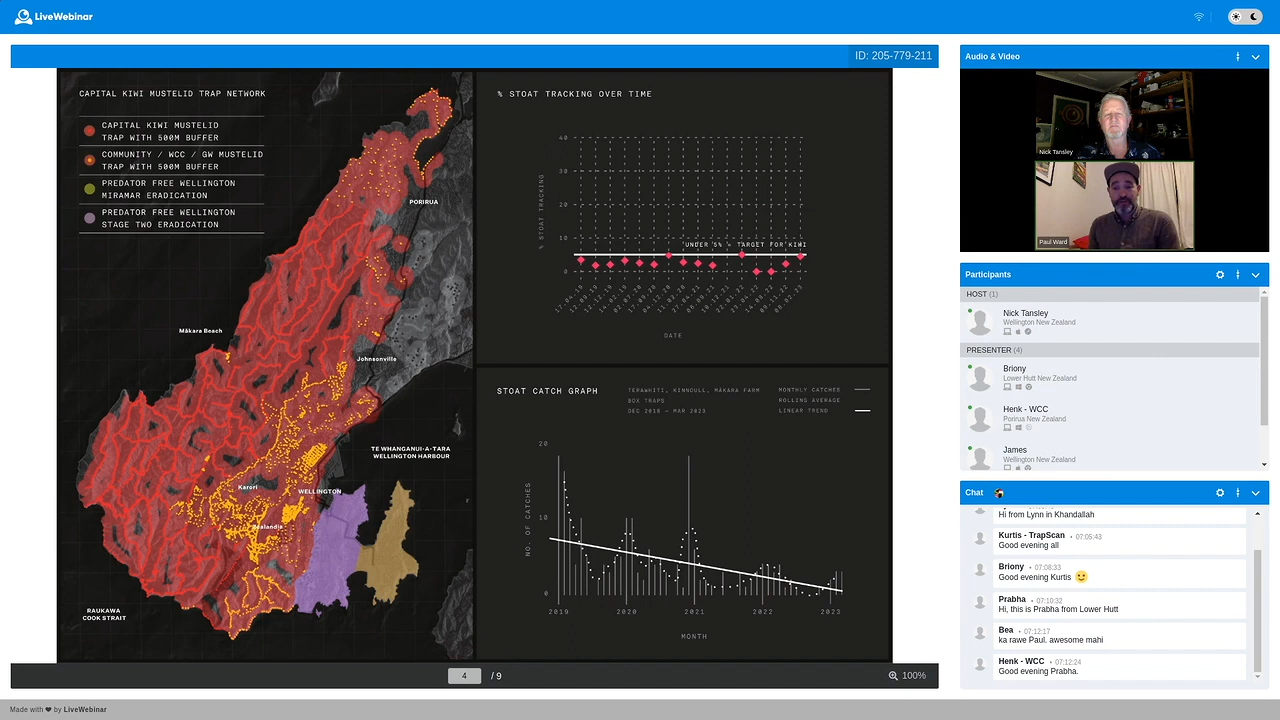 LiveWebinar
ID: 205-779-211
CAPITAL KIWI MUSTELID TRAP NETWORK
CAPITAL KIWI MUSTELID
TRAP WITH 500M BUFFER
COMMUNITY / WCC / GW MUSTELID
TRAP WITH 500M BUFFER
PREDATOR FREE WELLINGTON
MIRAMAR ERADICATION
PREDATOR FREE WELLINGTON
STAGE TWO ERADICATION
PORIRUA
Mākara Beach
Johnsonville
TE WHANGANUI-A-TARA
WELLINGTON HARBOUR
Karori
WELLINGTON
Zealandia
RAUKAWA
COOK STRAIT
% STOAT TRACKING OVER TIME
% STOAT TRACKING
40
30
20
10
0
UNDER 5% = TARGET FOR KIWI
DATE
STOAT CATCH GRAPH
TERAWHITI, KINNOULL, MĀKARA FARM
BOX TRAPS
DEC 2018 – MAR 2023
MONTHLY CATCHES
ROLLING AVERAGE
LINEAR TREND
NO. OF CATCHES
20
10
0
2019 2020 2021 2022 2023
MONTH
4 / 9
100%
Audio & Video
Nick Tansley
Paul Ward
Participants
HOST (1)
Nick Tansley
Wellington New Zealand
PRESENTER (4)
Briony
Lower Hutt New Zealand
Henk - WCC
Porirua New Zealand
James
Wellington New Zealand
Chat
Hi from Lynn in Khandallah
Kurtis - TrapScan • 07:05:43
Good evening all
Briony • 07:08:33
Good evening Kurtis 😉
Prabha • 07:10:32
Hi, this is Prabha from Lower Hutt
Bea • 07:12:17
ka rawe Paul. awesome mahi
Henk - WCC • 07:12:24
Good evening Prabha.
Made with ❤ by LiveWebinar